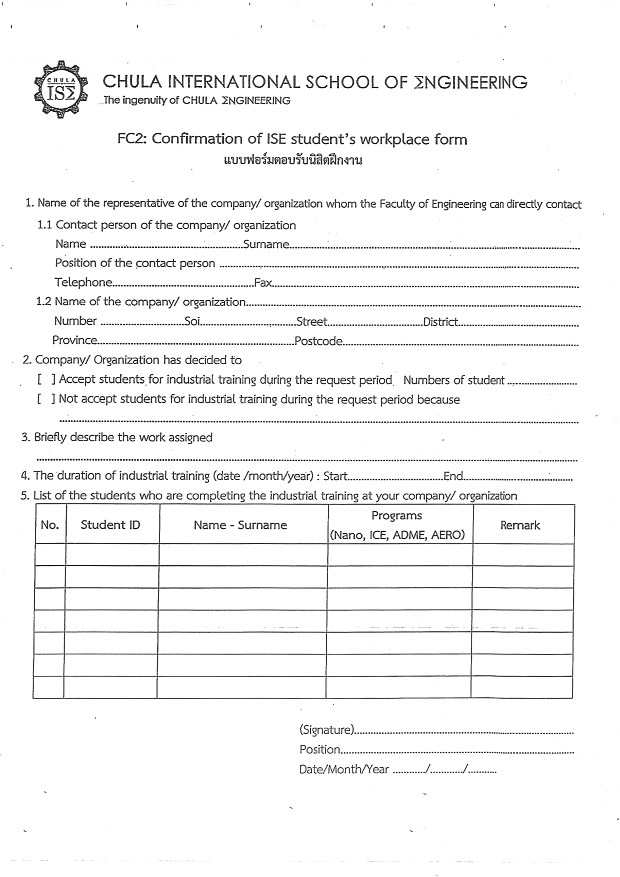 CHULA
ISΣ
CHULA INTERNATIONAL SCHOOL OF ΣNGINEERING
The ingenuity of CHULA ΣNGINEERING
FC2: Confirmation of ISE student's workplace form
แบบฟอร์มตอบรับนิสิตฝึกงาน
1. Name of the representative of the company/ organization whom the Faculty of Engineering can directly contact
1.1 Contact person of the company/ organization
Name ................................Surname................................
Position of the contact person ................................
Telephone................................Fax................................
1.2 Name of the company/ organization................................
Number ................Soi................Street................District................
Province................................Postcode................................
2. Company/ Organization has decided to
[ ] Accept students for industrial training during the request period Numbers of student ................
[ ] Not accept students for industrial training during the request period because
................................................................
3. Briefly describe the work assigned
................................................................
4. The duration of industrial training (date /month/year) : Start................End................
5. List of the students who are completing the industrial training at your company/ organization
No. Student ID Name - Surname Programs (Nano, ICE, ADME, AERO) Remark
(Signature)................................
Position................................
Date/Month/Year .........../.........../..........